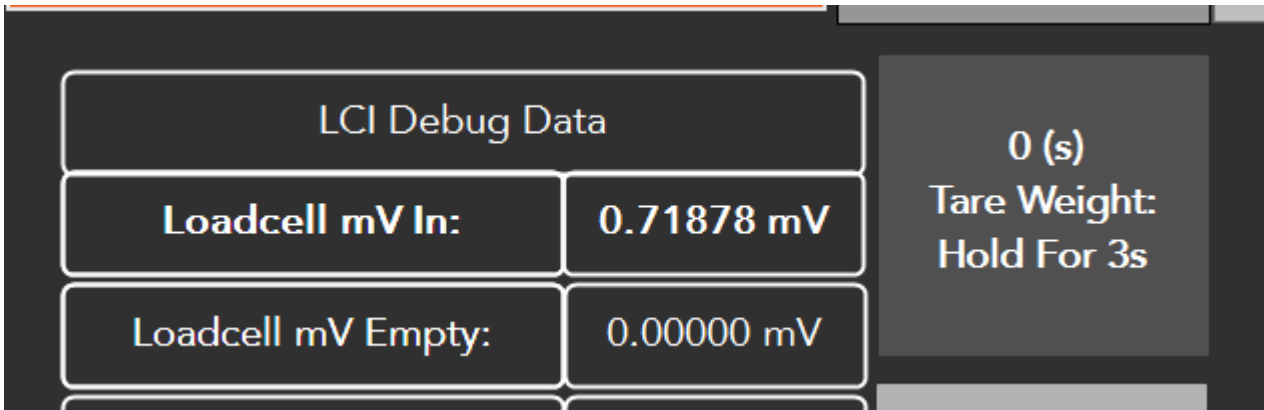 LCI Debug Data
Loadcell mV In: 0.71878 mV
Loadcell mV Empty: 0.00000 mV
0 (s)
Tare Weight:
Hold For 3s